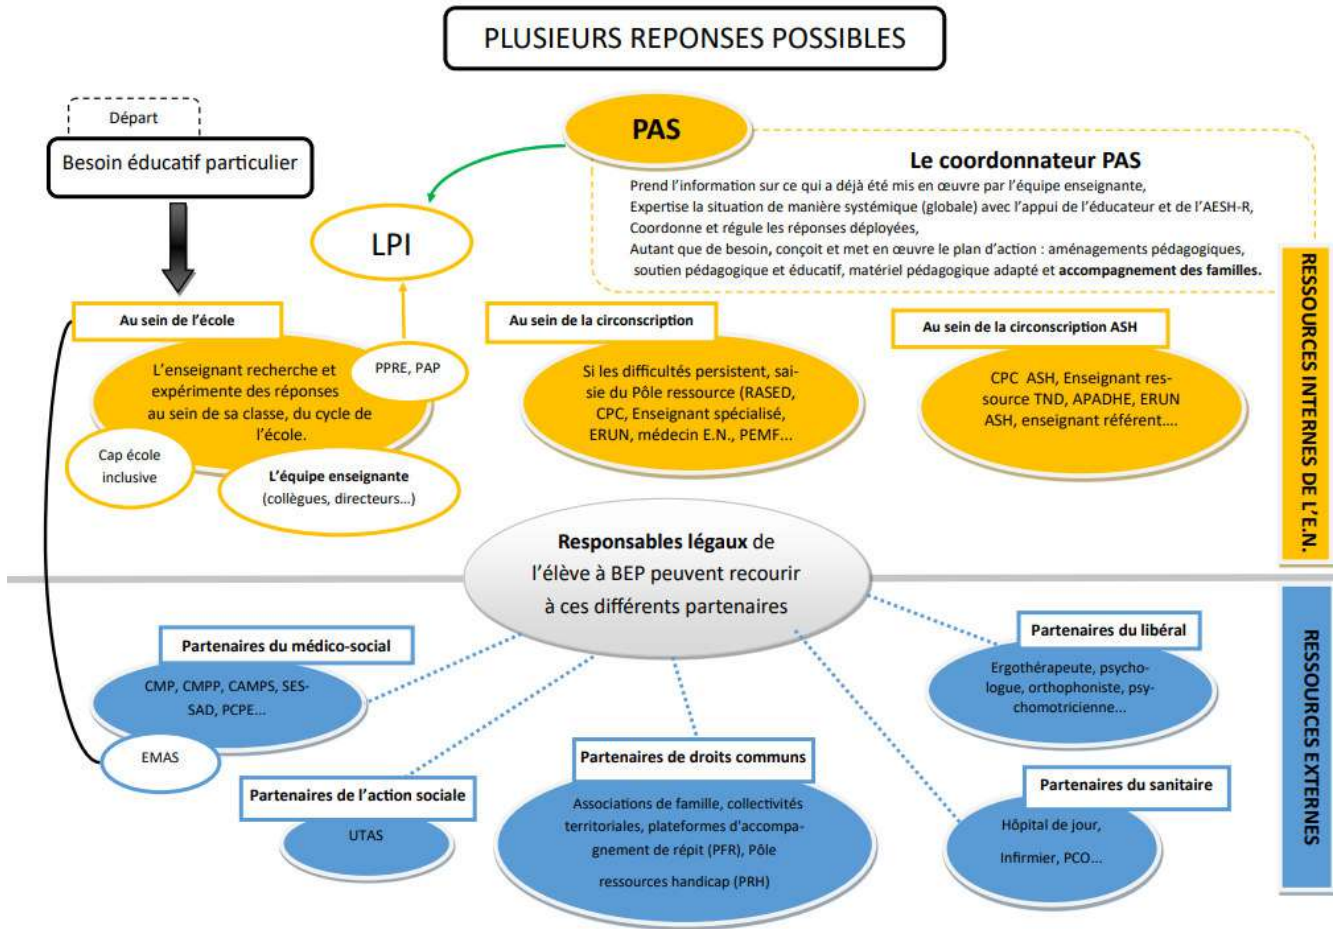 PLUSIEURS REPONSES POSSIBLES
Départ
Besoin éducatif particulier
PAS
Le coordonnateur PAS
Prend l'information sur ce qui a déjà été mis en œuvre par l'équipe enseignante,
Expertise la situation de manière systémique (globale) avec l'appui de l'éducateur et de l'AESH-R,
Coordonne et régule les réponses déployées,
Autant que de besoin, conçoit et met en œuvre le plan d'action : aménagements pédagogiques,
soutien pédagogique et éducatif, matériel pédagogique adapté et accompagnement des familles.
LPI
Au sein de l'école
L'enseignant recherche et
expérimente des réponses
au sein de sa classe, du cycle de
l'école.
PPRE, PAP
Cap école
inclusive
L'équipe enseignante
(collègues, directeurs...)
Au sein de la circonscription
Si les difficultés persistent, sai-
sie du Pôle ressource (RASED,
CPC, Enseignant spécialisé,
ERUN, médecin E.N., PEMF...
Au sein de la circonscription ASH
CPC ASH, Enseignant res-
source TND, APADHE, ERUN
ASH, enseignant référent....
RESSOURCES INTERNES DE L'E.N.
Responsables légaux de
l'élève à BEP peuvent recourir
à ces différents partenaires
Partenaires du médico-social
CMP, CMPP, CAMPS, SES-
SAD, PCPE...
EMAS
Partenaires de l'action sociale
UTAS
Partenaires de droits communs
Associations de famille, collectivités
territoriales, plateformes d'accompa-
gnement de répit (PFR), Pôle
ressources handicap (PRH)
Partenaires du libéral
Ergothérapeute, psycho-
logue, orthophoniste, psy-
chomotricienne...
Partenaires du sanitaire
Hôpital de jour,
Infirmier, PCO...
RESSOURCES EXTERNES